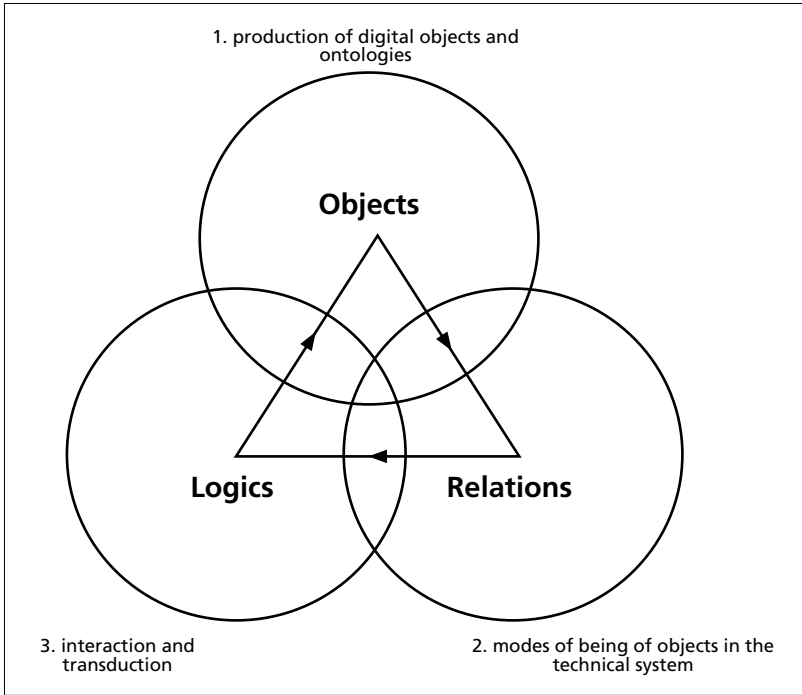 1. production of digital objects and
ontologies
Objects
Logics
Relations
3. interaction and
transduction
2. modes of being of objects in the
technical system